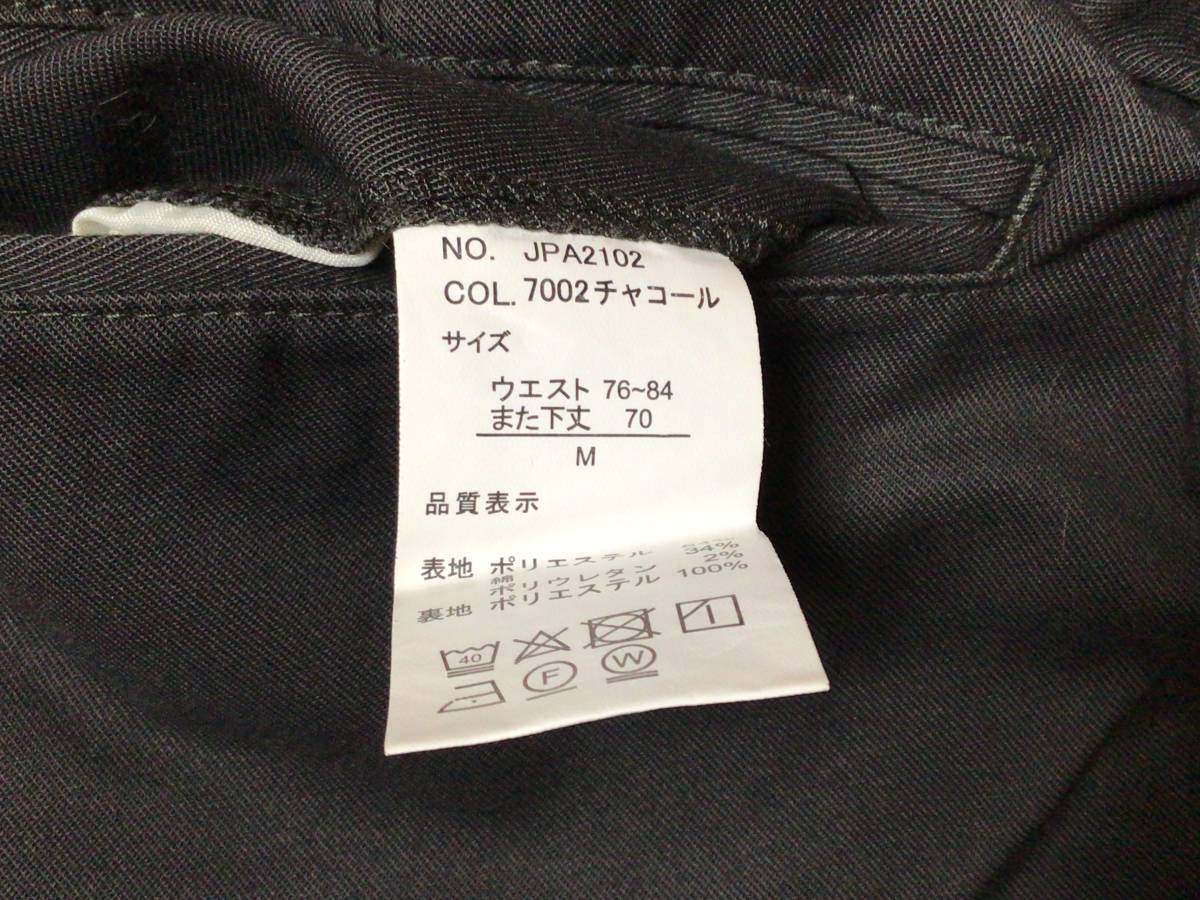 NO. JPA2102
COL. 7002チャコール
サイズ
ウエスト 76~84
また下丈 70
M
品質表示
表地 ポリエステル
綿 34%
ポリウレタン 2%
裏地 ポリエステル 100%
40
F W